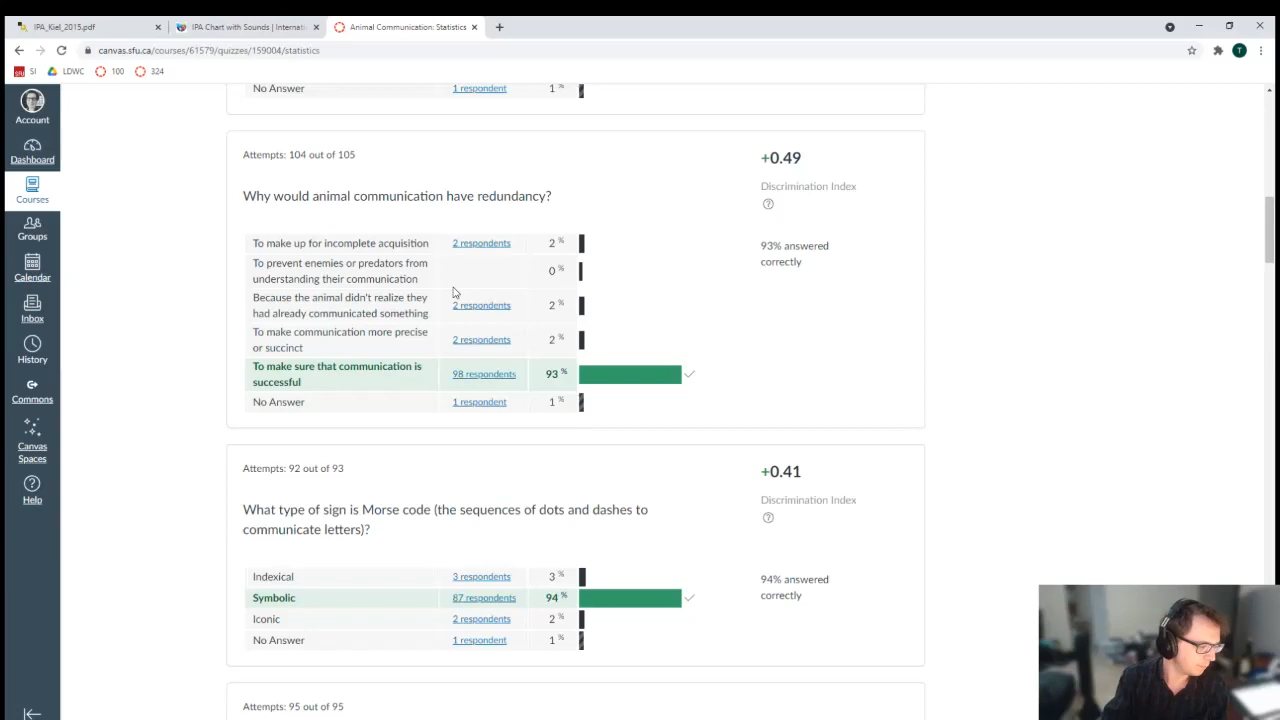 IPA_Kiel_2015.pdf
IPA Chart with Sounds | Internati
Animal Communication: Statistics
canvas.sfu.ca/courses/61579/quizzes/159004/statistics
T
SFU SI
LDWC
100
324
Account
Dashboard
Courses
Groups
Calendar
Inbox
History
Commons
Canvas
Spaces
Help
No Answer 1 respondent 1 %
Attempts: 104 out of 105
+0.49
Discrimination Index
Why would animal communication have redundancy?
93% answered
correctly
To make up for incomplete acquisition 2 respondents 2 %
To prevent enemies or predators from
understanding their communication 0 %
Because the animal didn't realize they
had already communicated something 2 respondents 2 %
To make communication more precise
or succinct 2 respondents 2 %
To make sure that communication is
successful 98 respondents 93 %
No Answer 1 respondent 1 %
Attempts: 92 out of 93
+0.41
Discrimination Index
What type of sign is Morse code (the sequences of dots and dashes to
communicate letters)?
94% answered
correctly
Indexical 3 respondents 3 %
Symbolic 87 respondents 94 %
Iconic 2 respondents 2 %
No Answer 1 respondent 1 %
Attempts: 95 out of 95